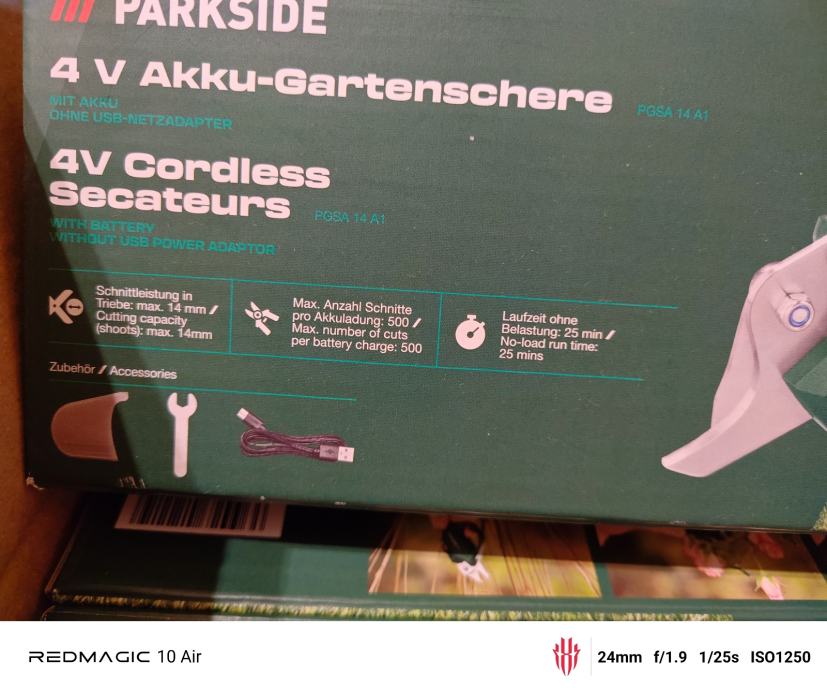 PARKSIDE
4 V Akku-Gartenschere PGSA 14 A1
MIT AKKU
OHNE USB-NETZADAPTER
4V Cordless
Secateurs PGSA 14 A1
WITH BATTERY
WITHOUT USB POWER ADAPTOR
Schnittleistung in
Triebe: max. 14 mm /
Cutting capacity
(shoots): max. 14mm
Max. Anzahl Schnitte
pro Akkuladung: 500 /
Max. number of cuts
per battery charge: 500
Laufzeit ohne
Belastung: 25 min /
No-load run time:
25 mins
Zubehör / Accessories
REDMAGIC 10 Air
24mm f/1.9 1/25s ISO1250